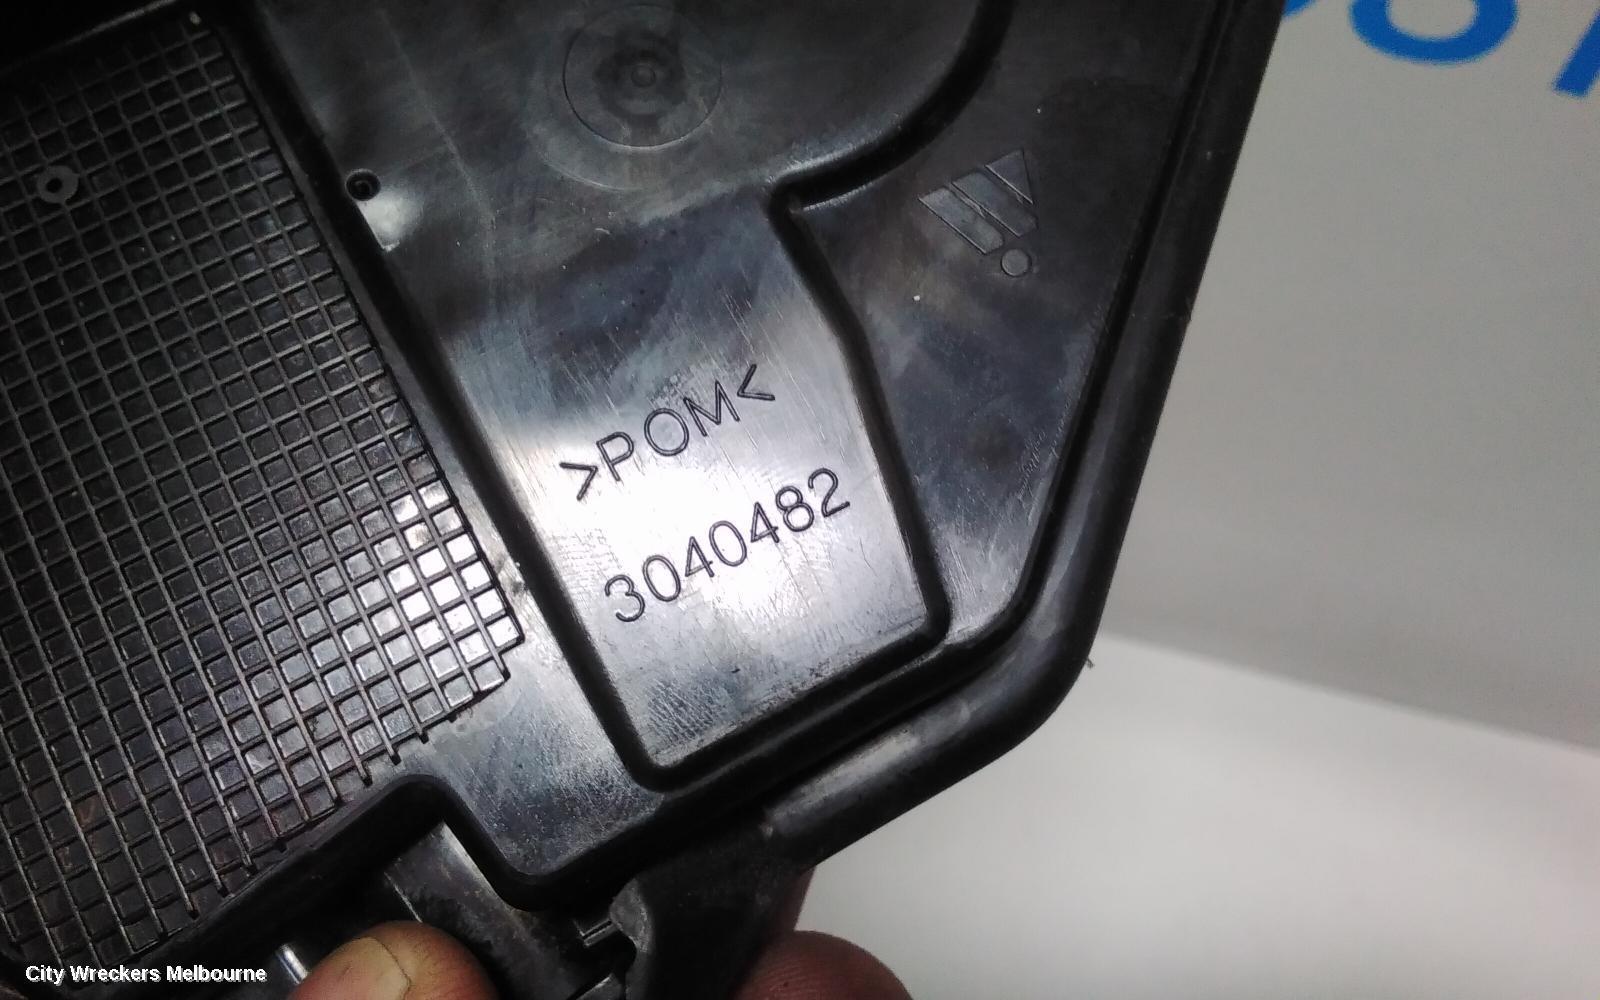 >POM<
3040482
City Wreckers Melbourne